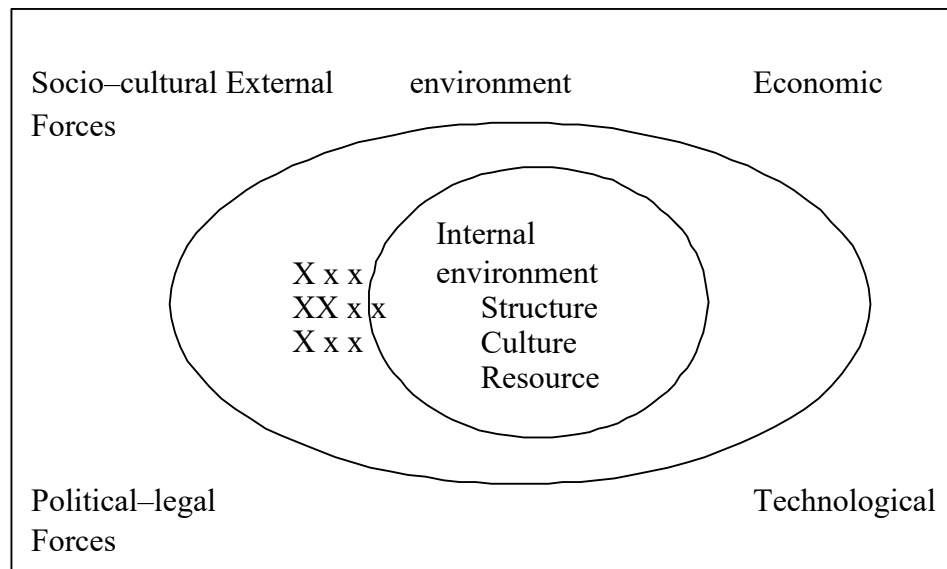 Socio–cultural External environment Economic
Forces
Internal
environment
X x x
XX x x
X x x
Structure
Culture
Resource
Political–legal Technological
Forces